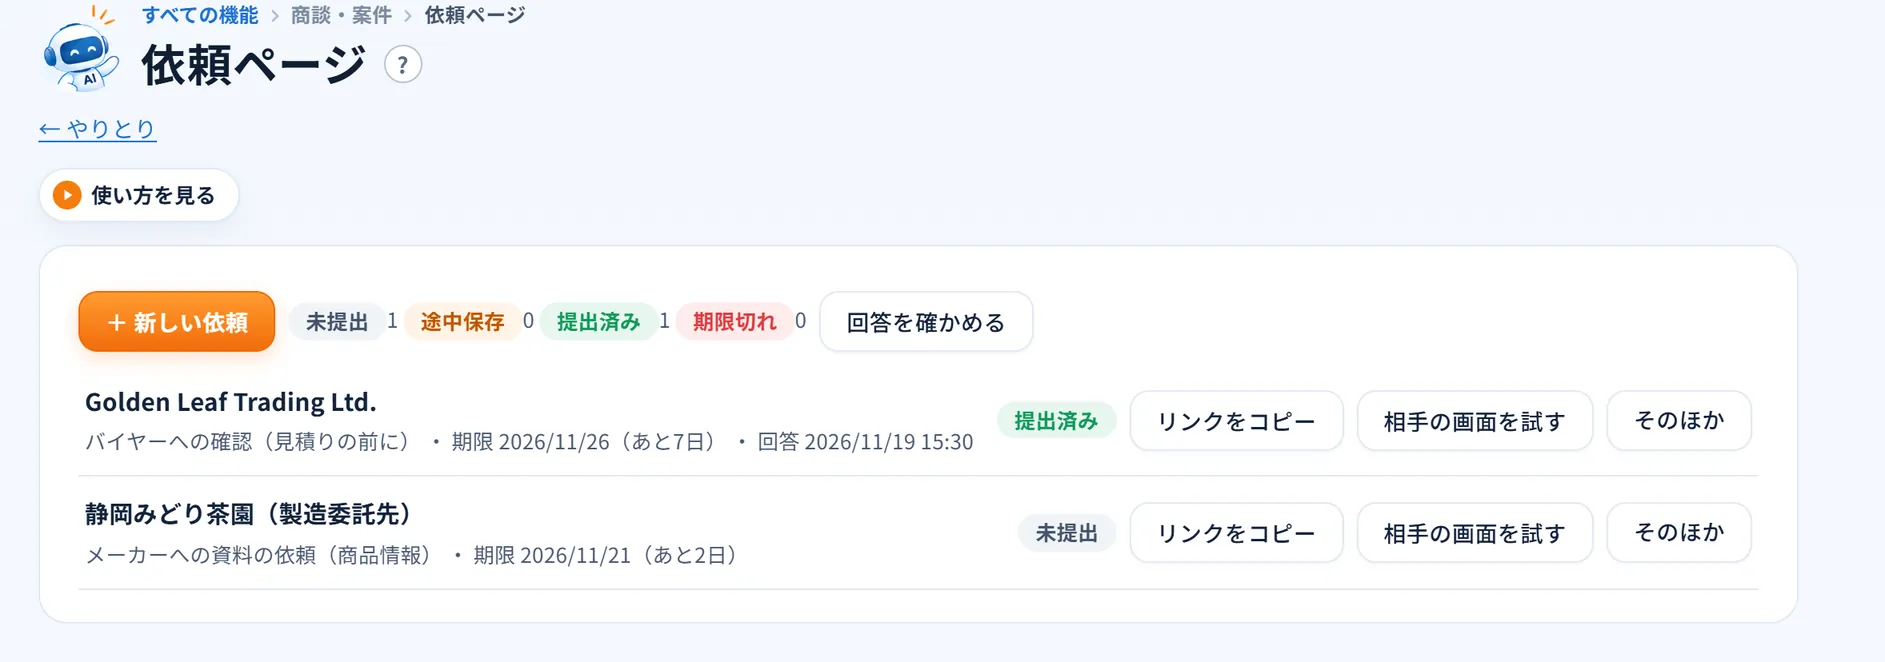 すべての機能 › 商談・案件 › 依頼ページ
AI
依頼ページ ?
← やりとり
使い方を見る
＋ 新しい依頼 未提出 1 途中保存 0 提出済み 1 期限切れ 0 回答を確かめる
Golden Leaf Trading Ltd.
バイヤーへの確認（見積りの前に） ・ 期限 2026/11/26（あと7日） ・ 回答 2026/11/19 15:30
提出済み リンクをコピー 相手の画面を試す そのほか
静岡みどり茶園（製造委託先）
メーカーへの資料の依頼（商品情報） ・ 期限 2026/11/21（あと2日）
未提出 リンクをコピー 相手の画面を試す そのほか